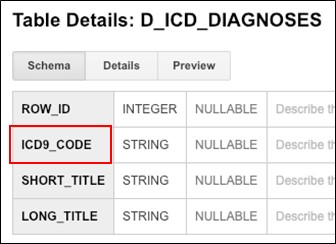 Table Details: D_ICD_DIAGNOSES
Schema Details Preview
ROW_ID INTEGER NULLABLE Describe th
ICD9_CODE STRING NULLABLE Describe th
SHORT_TITLE STRING NULLABLE Describe th
LONG_TITLE STRING NULLABLE Describe th